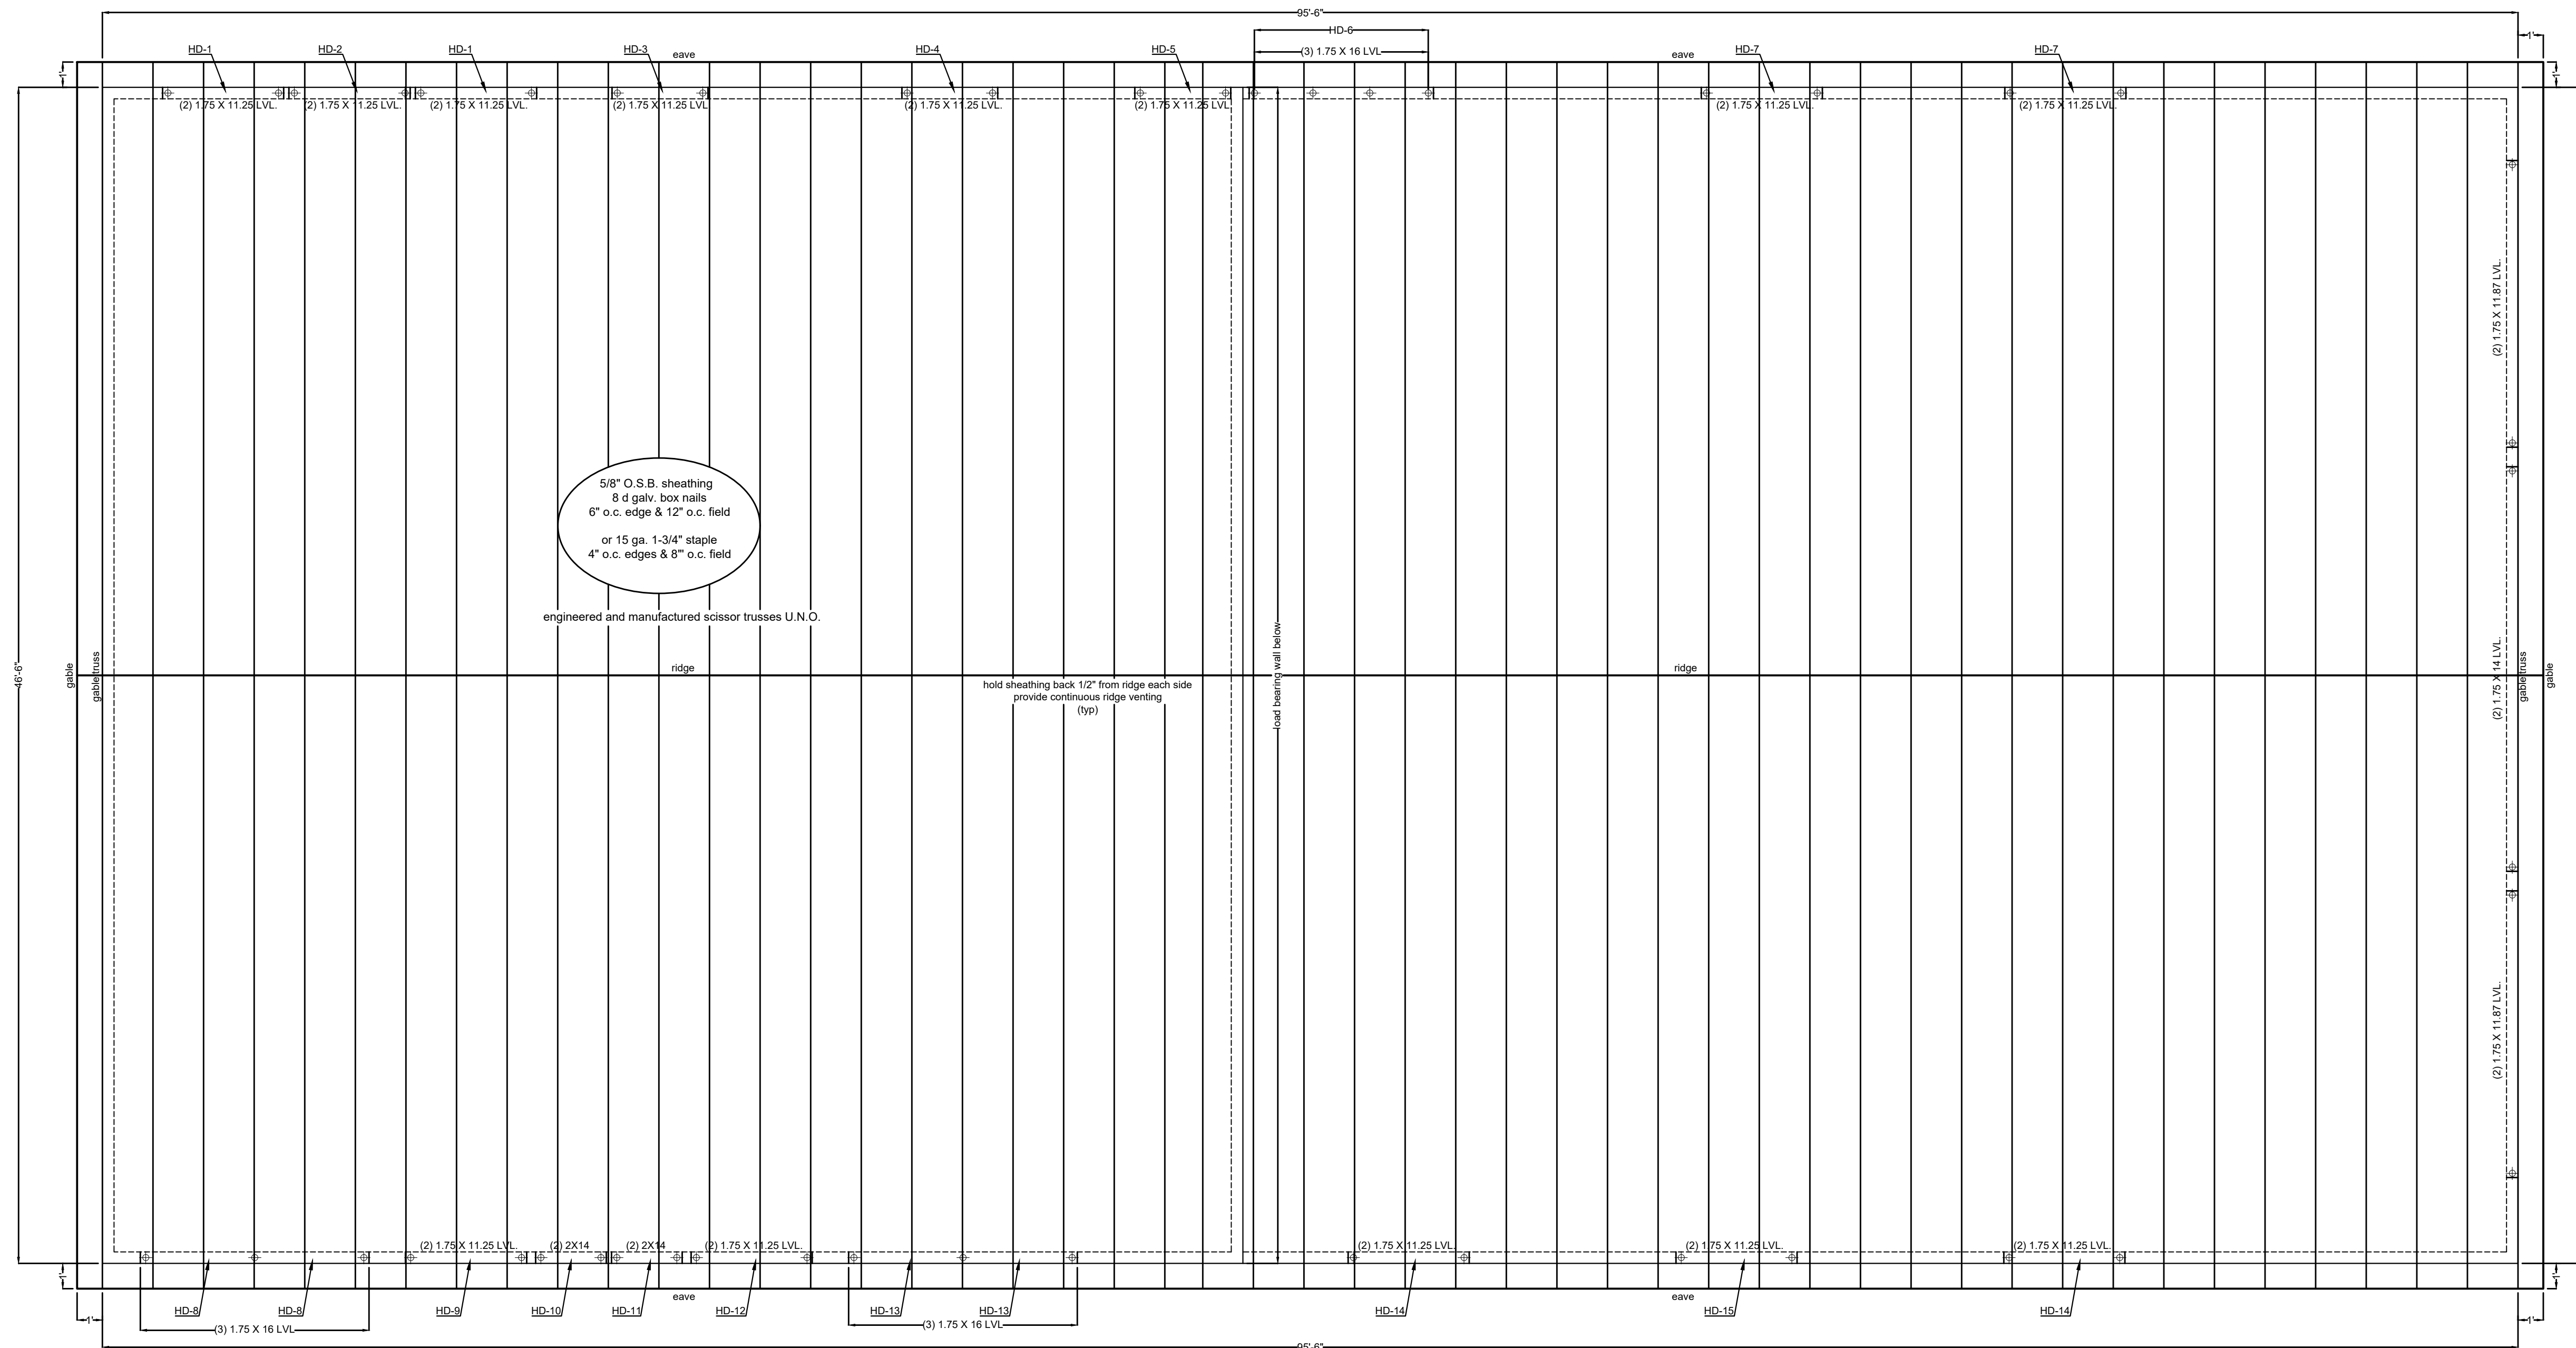 95'-6"
HD-6
(3) 1.75 X 16 LVL
HD-1
HD-2
HD-1
HD-3
eave
HD-4
HD-5
eave
HD-7
HD-7
1'
1'
1'
(2) 1.75 X 11.25 LVL.
(2) 1.75 X 11.25 LVL.
(2) 1.75 X 11.25 LVL.
(2) 1.75 X 11.25 LVL
(2) 1.75 X 11.25 LVL.
(2) 1.75 X 11.25 LVL
(2) 1.75 X 11.25 LVL.
(2) 1.75 X 11.25 LVL.
(2) 1.75 X 11.87 LVL.
5/8" O.S.B. sheathing
8 d galv. box nails
6" o.c. edge & 12" o.c. field
or 15 ga. 1-3/4" staple
4" o.c. edges & 8"' o.c. field
engineered and manufactured scissor trusses U.N.O.
46'-6"
gable
gable truss
ridge
hold sheathing back 1/2" from ridge each side
provide continuous ridge venting
(typ)
load bearing wall below
ridge
(2) 1.75 X 14 LVL.
gable truss
gable
(2) 1.75 X 11.87 LVL.
(2) 1.75 X 11.25 LVL.
(2) 2X14
(2) 2X14
(2) 1.75 X 11.25 LVL.
(2) 1.75 X 11.25 LVL.
(2) 1.75 X 11.25 LVL.
(2) 1.75 X 11.25 LVL.
1'
1'
eave
eave
HD-8
HD-8
HD-9
HD-10
HD-11
HD-12
HD-13
HD-13
HD-14
HD-15
HD-14
1'
(3) 1.75 X 16 LVL
(3) 1.75 X 16 LVL
1'
95'-6"